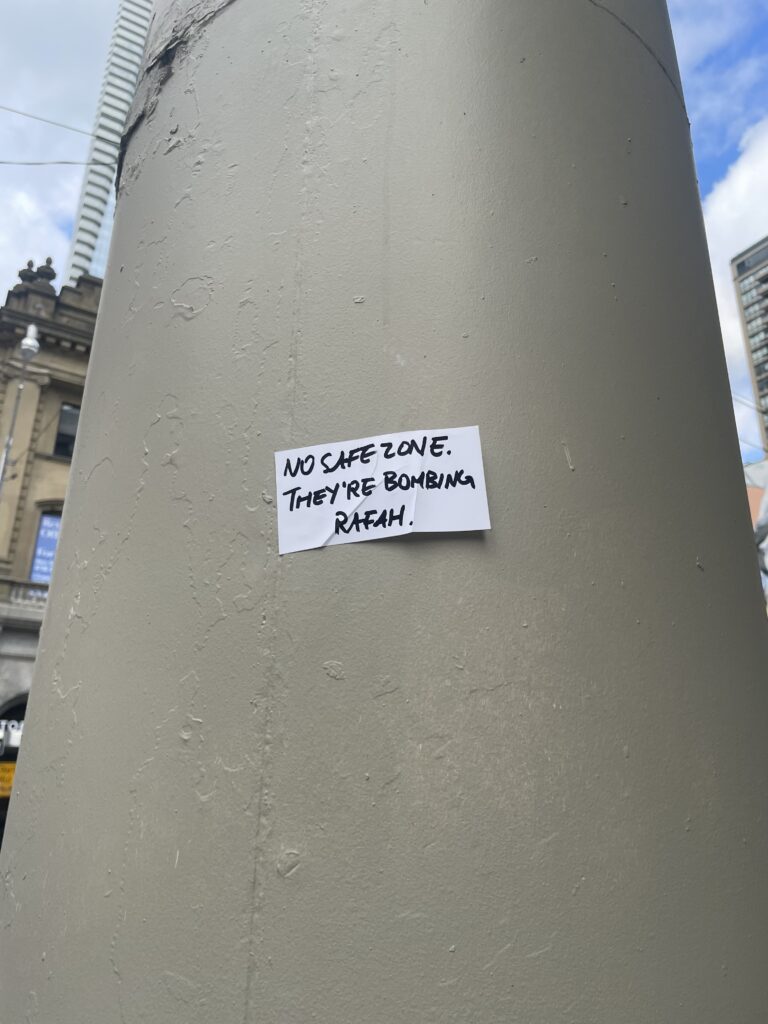 NO SAFE ZONE.
THEY'RE BOMBING
RAFAH.